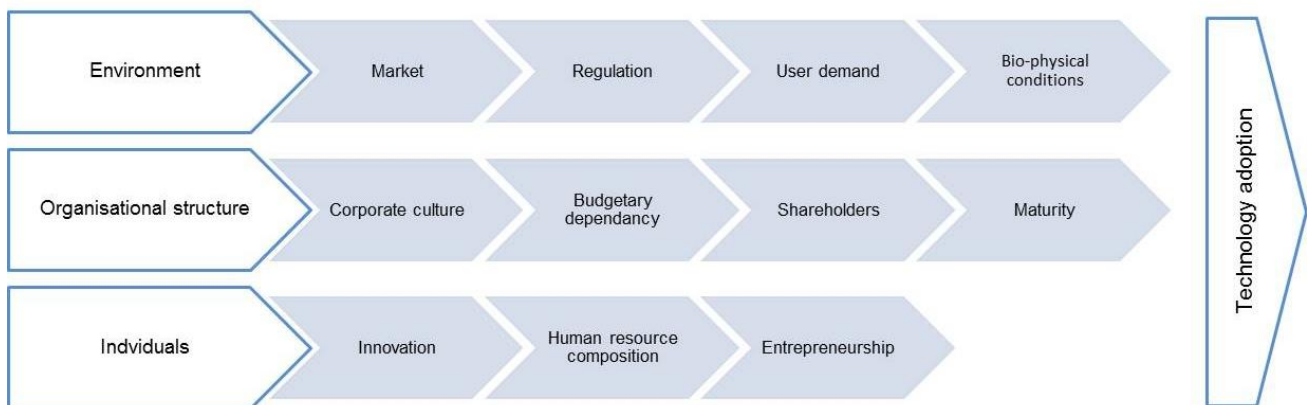 Environment
Market
Regulation
User demand
Bio-physical
conditions
Organisational structure
Corporate culture
Budgetary
dependancy
Shareholders
Maturity
Indviduals
Innovation
Human resource
composition
Entrepreneurship
Technology adoption